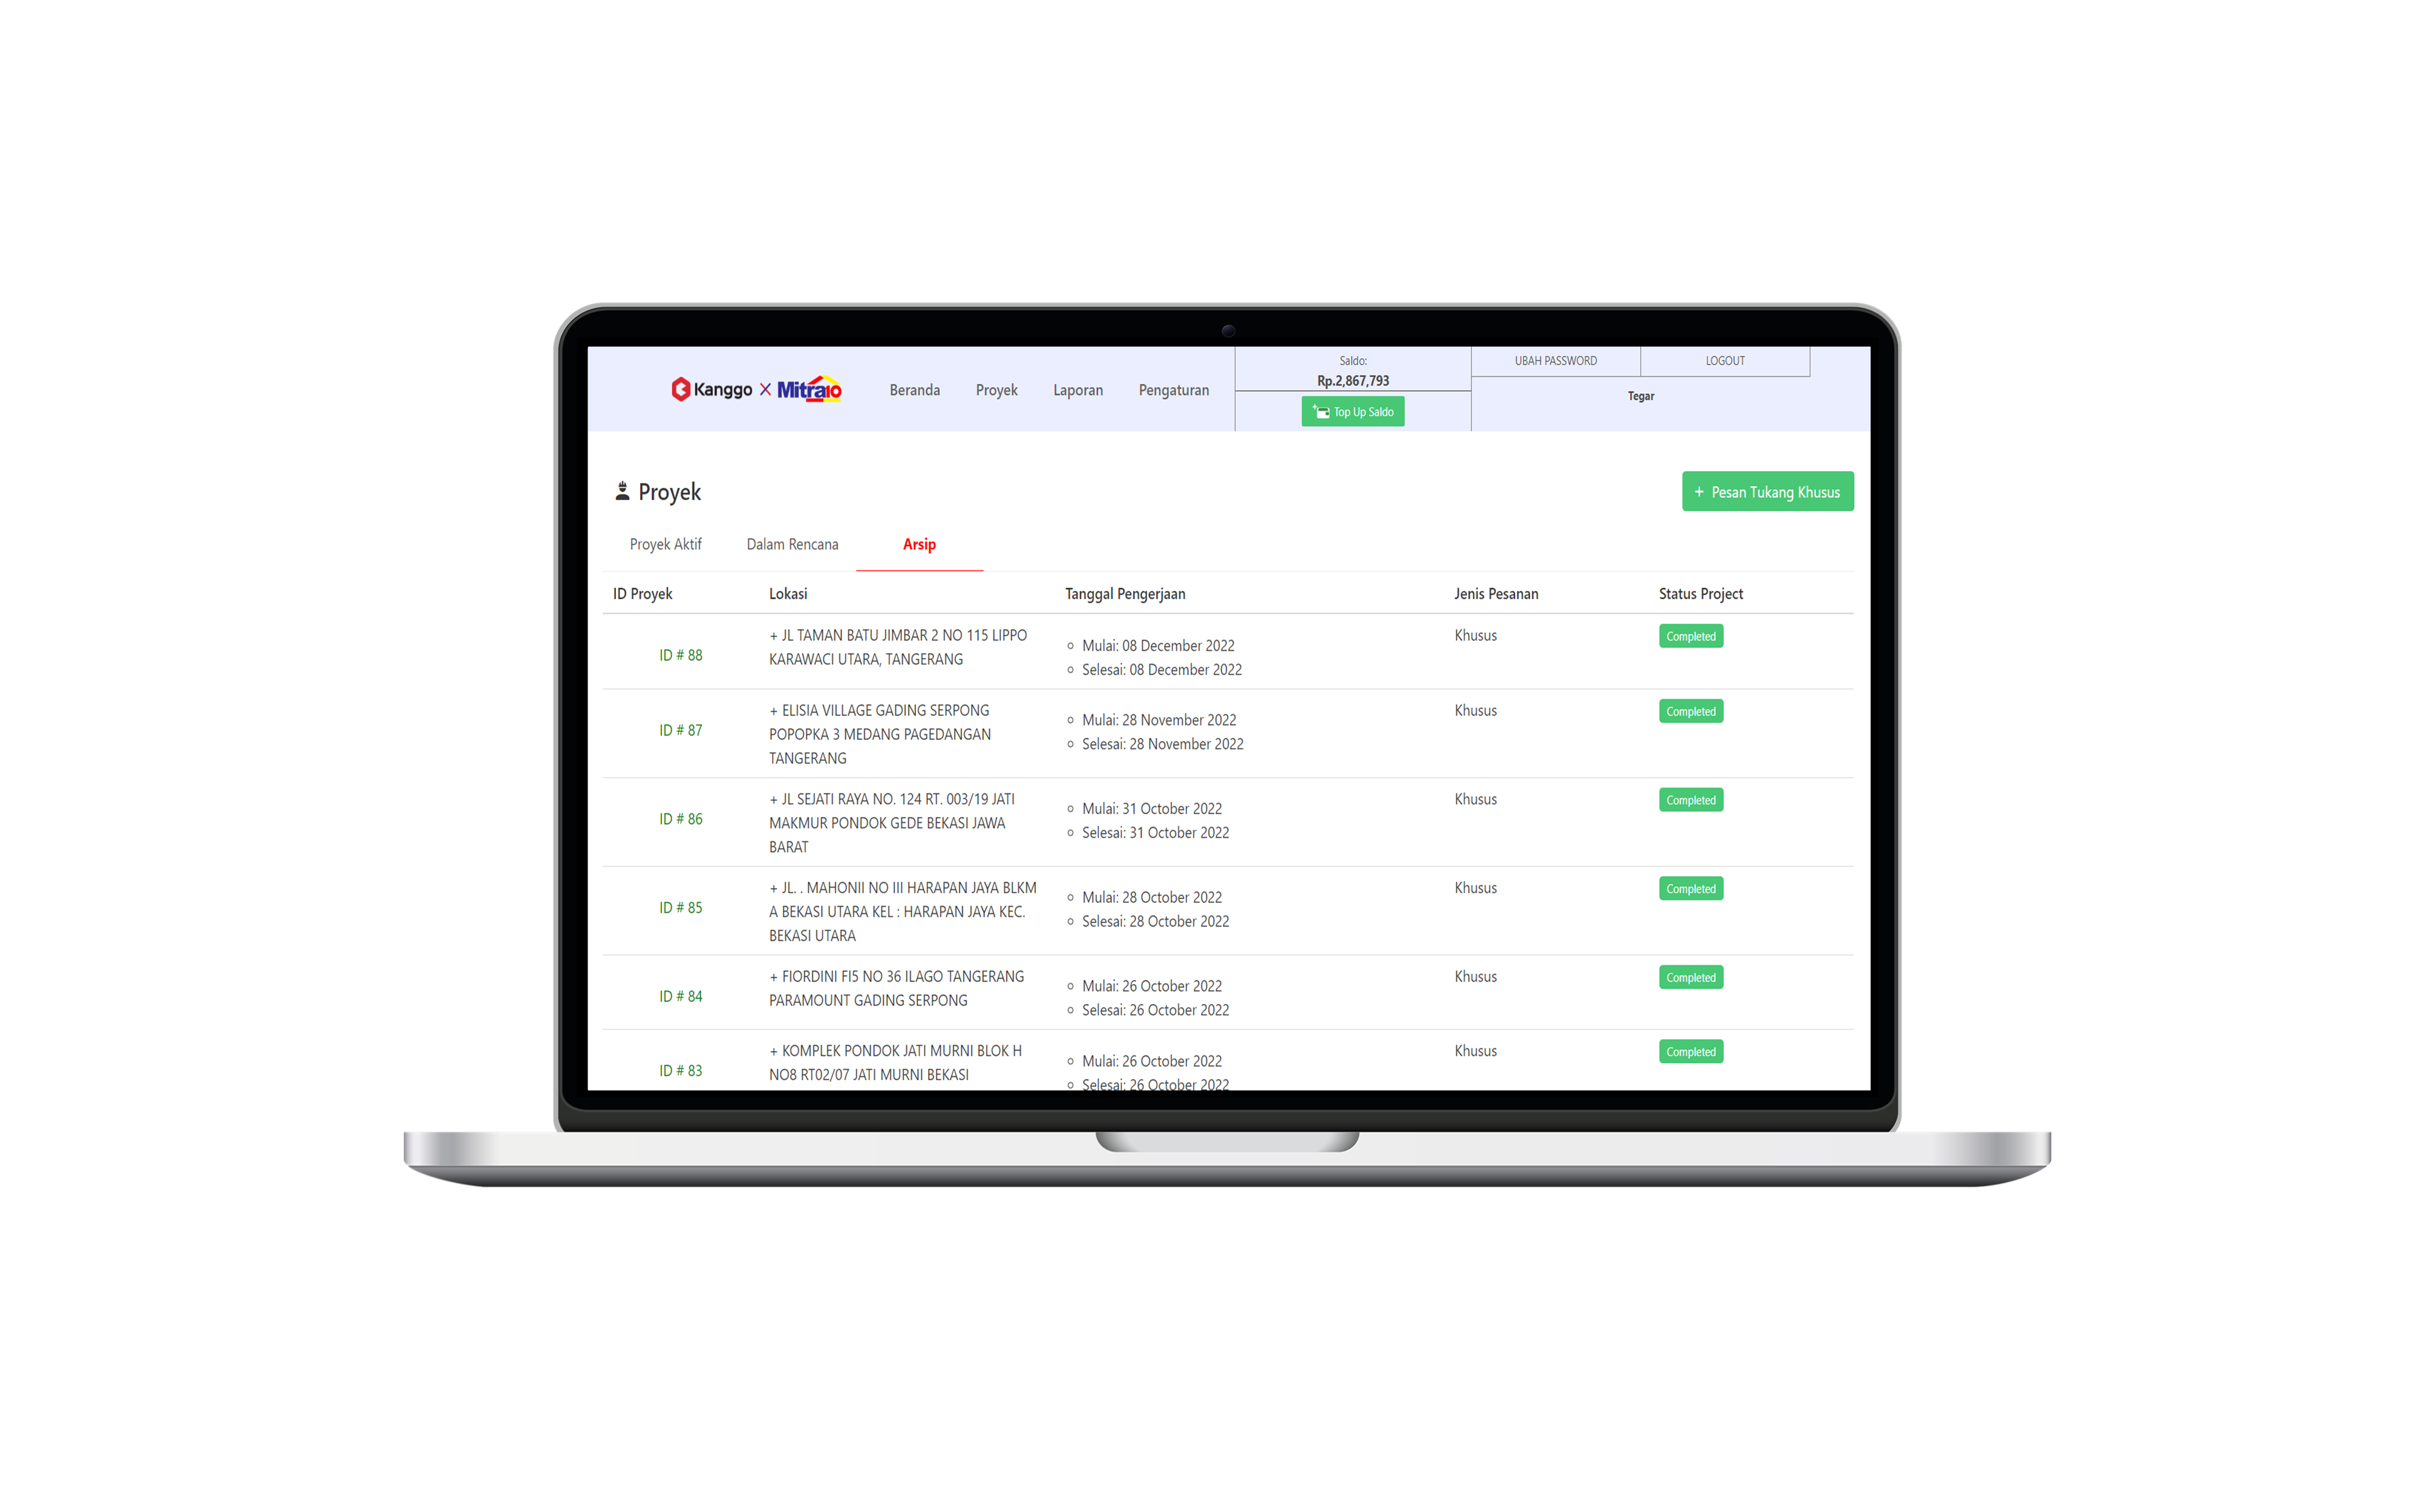 Kanggo X Mitra10
Beranda
Proyek
Laporan
Pengaturan
Saldo:
Rp.2,867,793
Top Up Saldo
UBAH PASSWORD
LOGOUT
Tegar
Proyek
+ Pesan Tukang Khusus
Proyek Aktif
Dalam Rencana
Arsip
ID Proyek
Lokasi
Tanggal Pengerjaan
Jenis Pesanan
Status Project
ID # 88
+ JL TAMAN BATU JIMBAR 2 NO 115 LIPPO
KARAWACI UTARA, TANGERANG
Mulai: 08 December 2022
Selesai: 08 December 2022
Khusus
Completed
ID # 87
+ ELISIA VILLAGE GADING SERPONG
POPOPKA 3 MEDANG PAGEDANGAN
TANGERANG
Mulai: 28 November 2022
Selesai: 28 November 2022
Khusus
Completed
ID # 86
+ JL SEJATI RAYA NO. 124 RT. 003/19 JATI
MAKMUR PONDOK GEDE BEKASI JAWA
BARAT
Mulai: 31 October 2022
Selesai: 31 October 2022
Khusus
Completed
ID # 85
+ JL. . MAHONII NO III HARAPAN JAYA BLKM
A BEKASI UTARA KEL : HARAPAN JAYA KEC.
BEKASI UTARA
Mulai: 28 October 2022
Selesai: 28 October 2022
Khusus
Completed
ID # 84
+ FIORDINI FI5 NO 36 ILAGO TANGERANG
PARAMOUNT GADING SERPONG
Mulai: 26 October 2022
Selesai: 26 October 2022
Khusus
Completed
ID # 83
+ KOMPLEK PONDOK JATI MURNI BLOK H
NO8 RT02/07 JATI MURNI BEKASI
Mulai: 26 October 2022
Selesai: 26 October 2022
Khusus
Completed